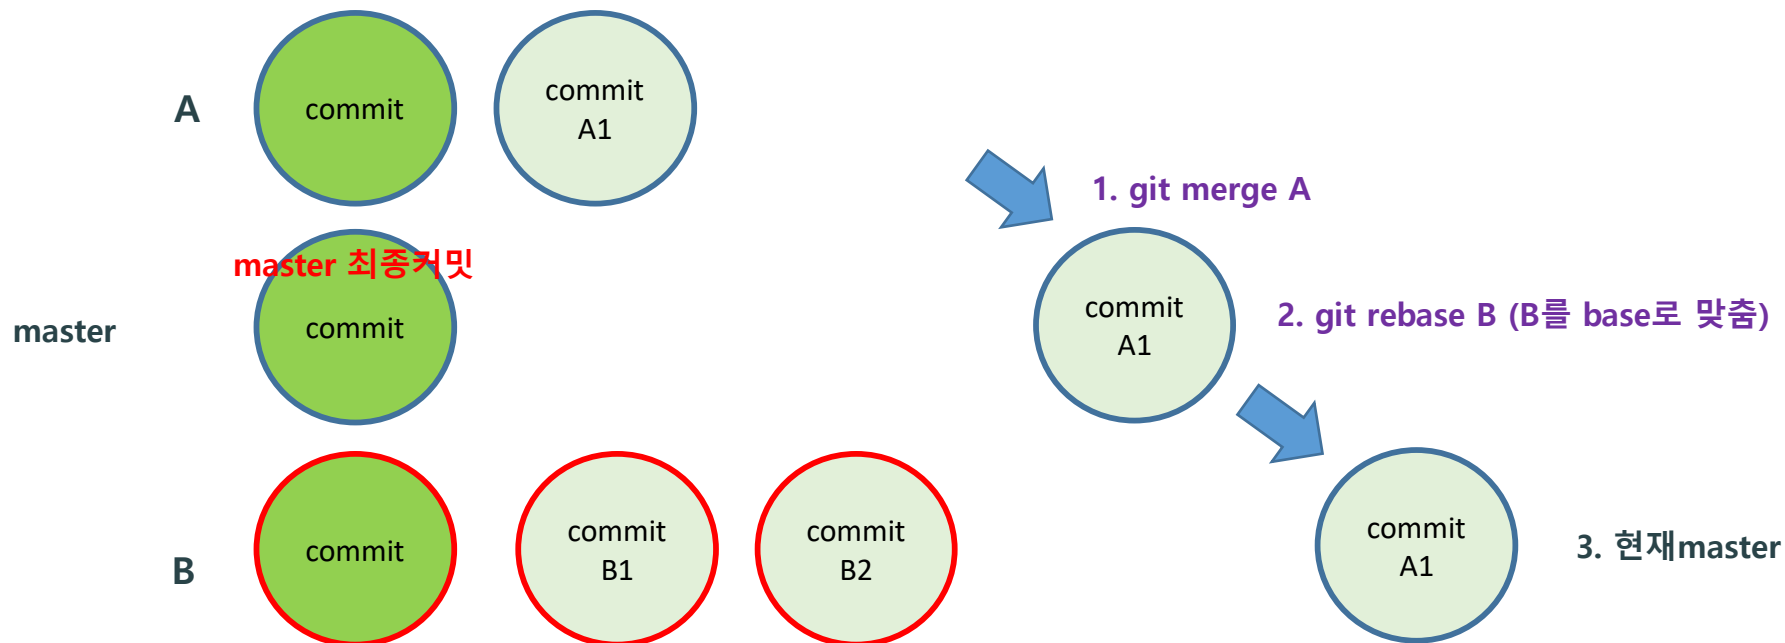 A
commit
commit
A1
1. git merge A
master 최종커밋
master
commit
commit
A1
2. git rebase B (B를 base로 맞춤)
B
commit
commit
B1
commit
B2
commit
A1
3. 현재master